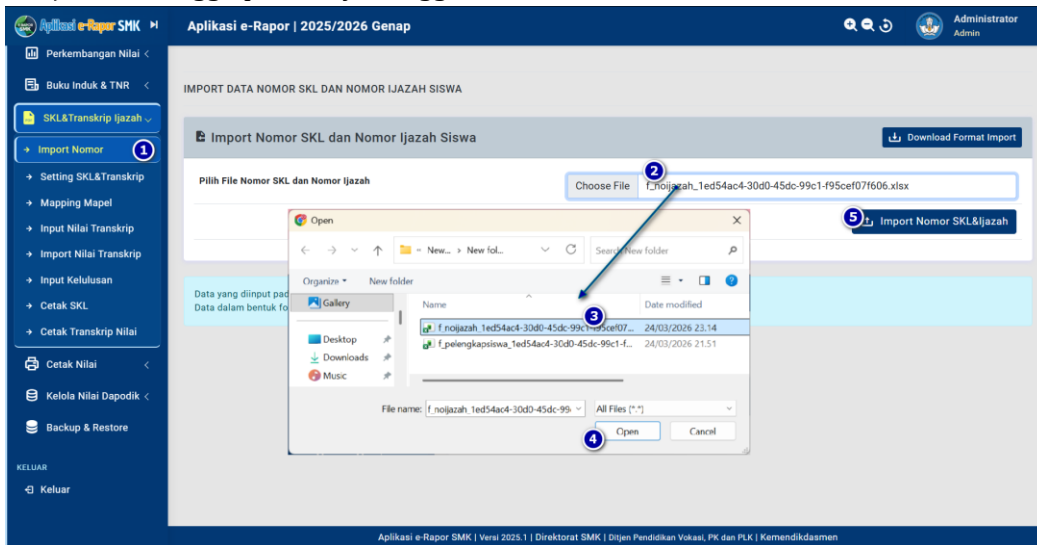 Aplikasi e-Rapor SMK
Aplikasi e-Rapor | 2025/2026 Genap
Administrator
Admin
Perkembangan Nilai
Buku Induk & TNR
SKL&Transkrip Ijazah
Import Nomor 1
Setting SKL&Transkrip
Mapping Mapel
Input Nilai Transkrip
Import Nilai Transkrip
Input Kelulusan
Cetak SKL
Cetak Transkrip Nilai
Cetak Nilai
Kelola Nilai Dapodik
Backup & Restore
KELUAR
Keluar
IMPORT DATA NOMOR SKL DAN NOMOR IJAZAH SISWA
Import Nomor SKL dan Nomor Ijazah Siswa
Download Format Import
Pilih File Nomor SKL dan Nomor Ijazah
2
Choose File f_noijazah_1ed54ac4-30d0-45dc-99c1-f95cef07f606.xlsx
5 Import Nomor SKL&Ijazah
Data yang diinput pad
Data dalam bentuk fo
Open
New... > New fol...
Search New folder
Organize
New folder
Gallery
Desktop
Downloads
Music
Name
Date modified
3
f_noijazah_1ed54ac4-30d0-45dc-99c1-f95cef07... 24/03/2026 23.14
f_pelengkapsiswa_1ed54ac4-30d0-45dc-99c1-f... 24/03/2026 21.51
File name: f_noijazah_1ed54ac4-30d0-45dc-99 All Files (*.*)
4 Open
Cancel
Aplikasi e-Rapor SMK | Versi 2025.1 | Direktorat SMK | Ditjen Pendidikan Vokasi, PK dan PLK | Kemendikdasmen